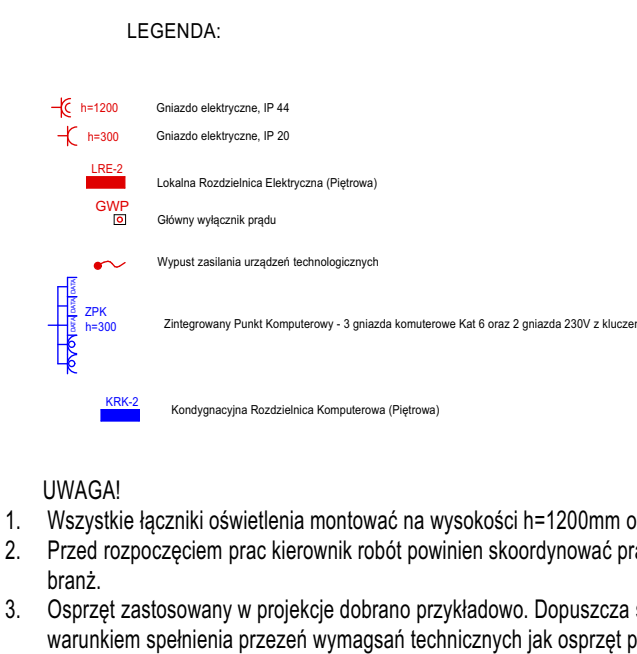 LEGENDA:
h=1200 Gniazdo elektryczne, IP 44
h=300 Gniazdo elektryczne, IP 20
LRE-2
Lokalna Rozdzielnica Elektryczna (Piętrowa)
GWP
Główny wyłącznik prądu
Wypust zasilania urządzeń technologicznych
DATA
DATA
DATA
ZPK
h=300
Zintegrowany Punkt Komputerowy - 3 gniazda komuterowe Kat 6 oraz 2 gniazda 230V z kluczem
KRK-2
Kondygnacyjna Rozdzielnica Komputerowa (Piętrowa)
UWAGA!
1. Wszystkie łączniki oświetlenia montować na wysokości h=1200mm o
2. Przed rozpoczęciem prac kierownik robót powinien skoordynować pra
branż.
3. Osprzęt zastosowany w projekcje dobrano przykładowo. Dopuszcza s
warunkiem spełnienia przezeń wymagsań technicznych jak osprzęt p